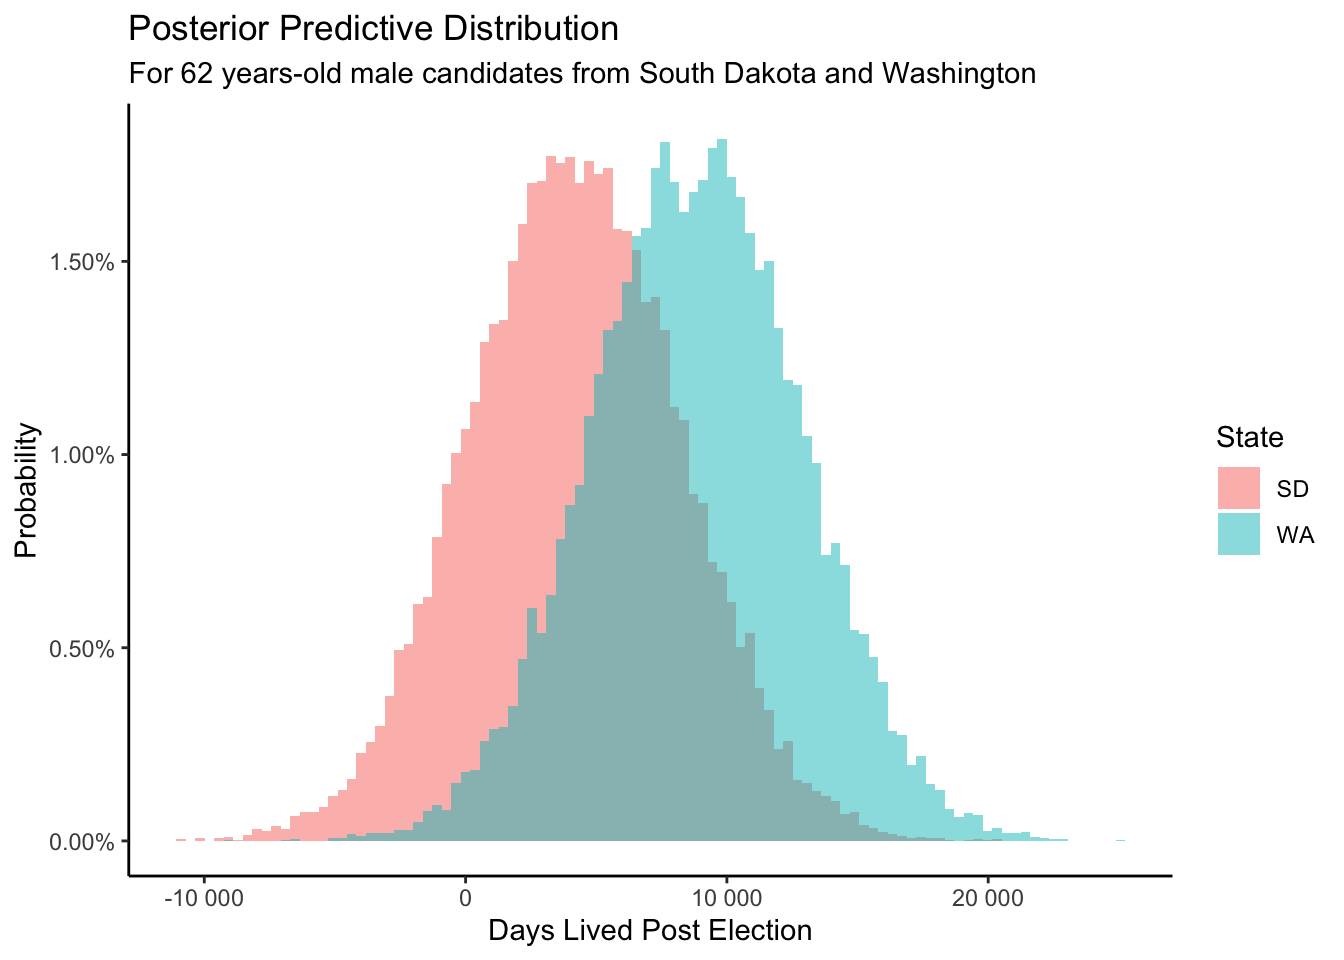 Posterior Predictive Distribution
For 62 years-old male candidates from South Dakota and Washington
1.50%
1.00%
0.50%
0.00%
Probability
-10 000
0
10 000
20 000
Days Lived Post Election
State
SD
WA